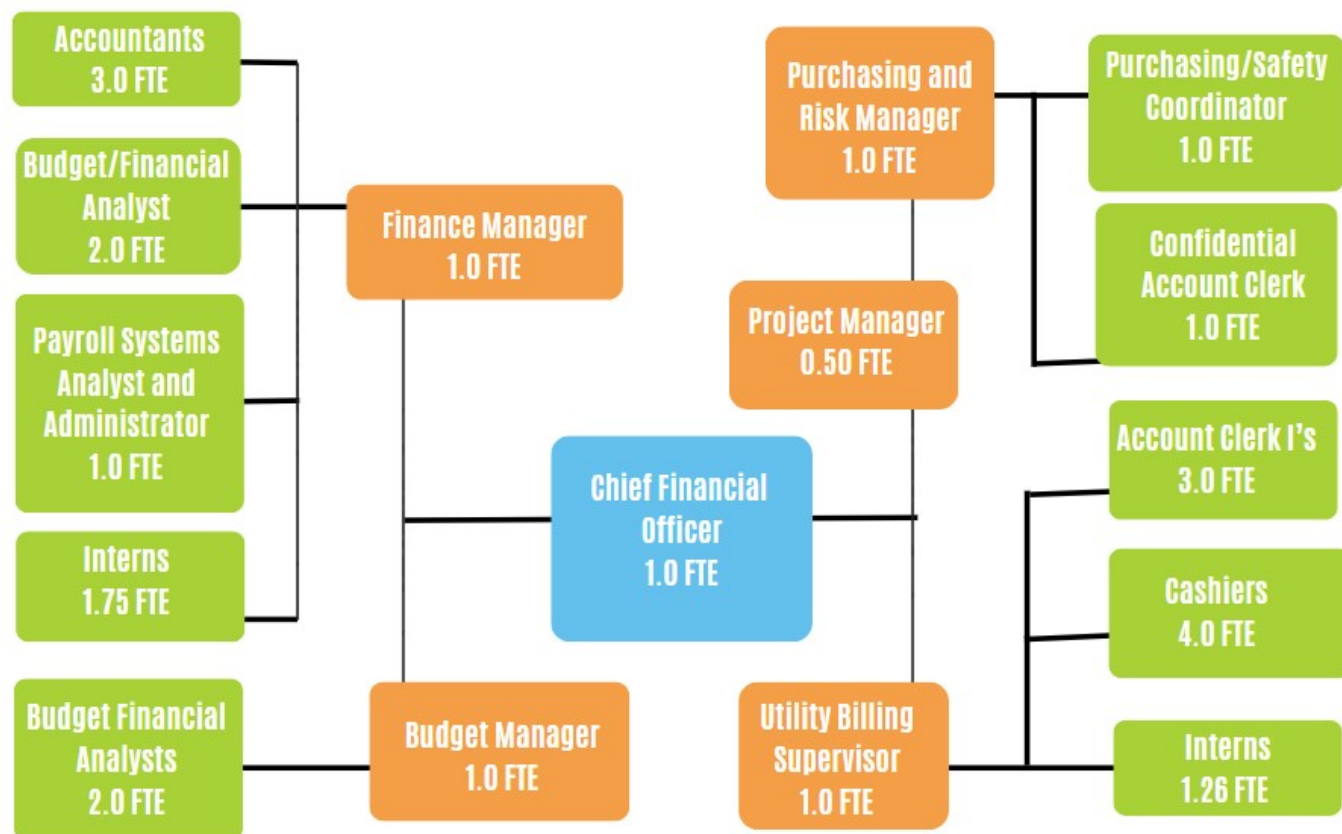 Accountants
3.0 FTE
Budget/Financial
Analyst
2.0 FTE
Payroll Systems
Analyst and
Administrator
1.0 FTE
Interns
1.75 FTE
Budget Financial
Analysts
2.0 FTE
Finance Manager
1.0 FTE
Budget Manager
1.0 FTE
Chief Financial
Officer
1.0 FTE
Purchasing and
Risk Manager
1.0 FTE
Project Manager
0.50 FTE
Utility Billing
Supervisor
1.0 FTE
Purchasing/Safety
Coordinator
1.0 FTE
Confidential
Account Clerk
1.0 FTE
Account Clerk I’s
3.0 FTE
Cashiers
4.0 FTE
Interns
1.26 FTE